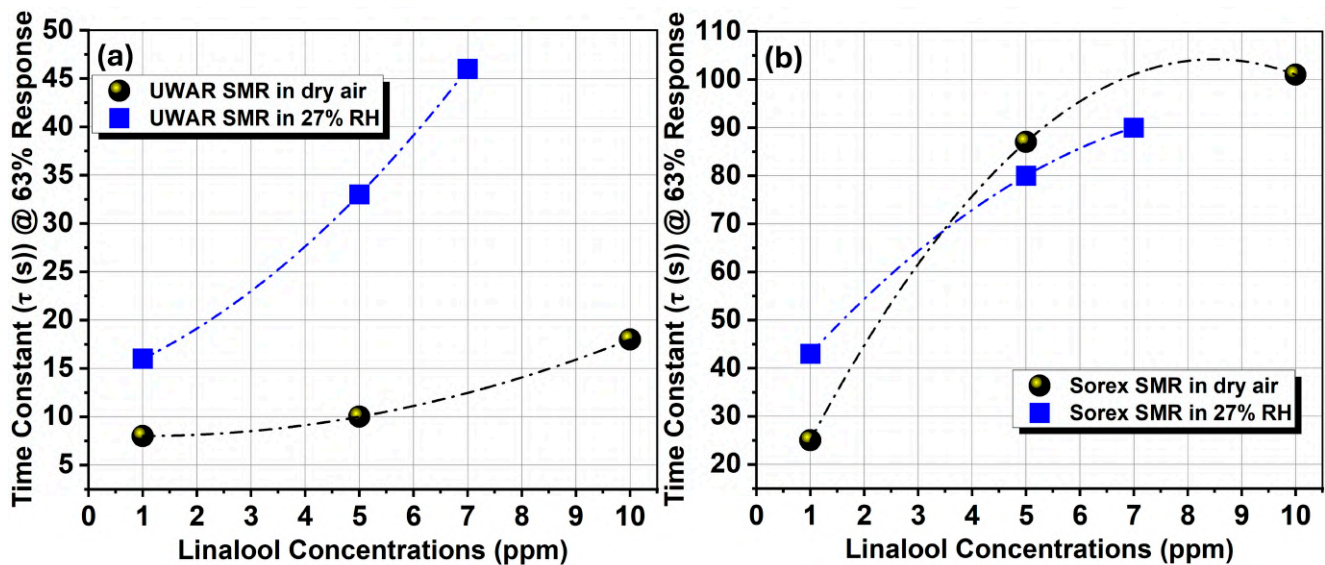 (a)
UWAR SMR in dry air
UWAR SMR in 27% RH
Time Constant (τ (s)) @ 63% Response
50
45
40
35
30
25
20
15
10
5
0 1 2 3 4 5 6 7 8 9 10
Linalool Concentrations (ppm)
(b)
Sorex SMR in dry air
Sorex SMR in 27% RH
Time Constant (τ (s)) @ 63% Response
110
100
90
80
70
60
50
40
30
20
0 1 2 3 4 5 6 7 8 9 10
Linalool Concentrations (ppm)